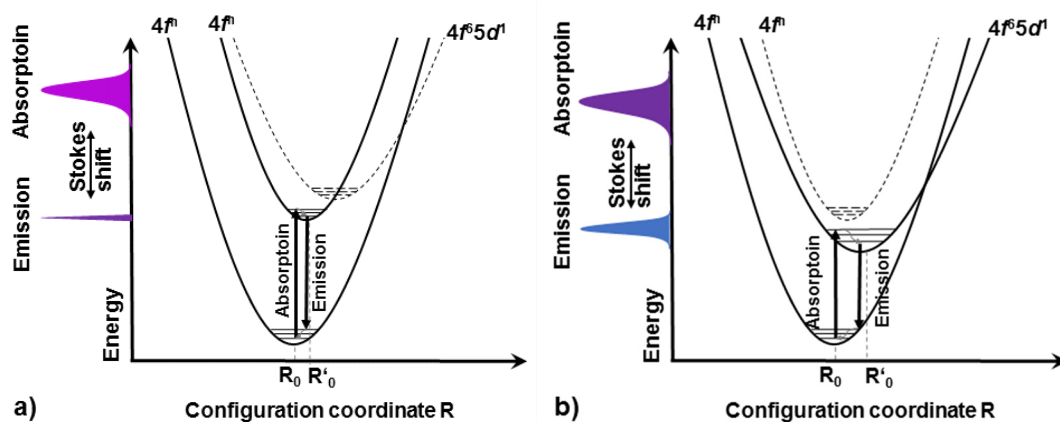 4fⁿ 4fⁿ 4f⁶5d¹
Absorptoin
Stokes
shift
Emission
Energy
Absorptoin
Emission
R₀ R‘₀
a) Configuration coordinate R
4fⁿ 4fⁿ 4f⁶5d¹
Absorptoin
Stokes
shift
Emission
Energy
Absorptoin
Emission
R₀ R‘₀
b) Configuration coordinate R